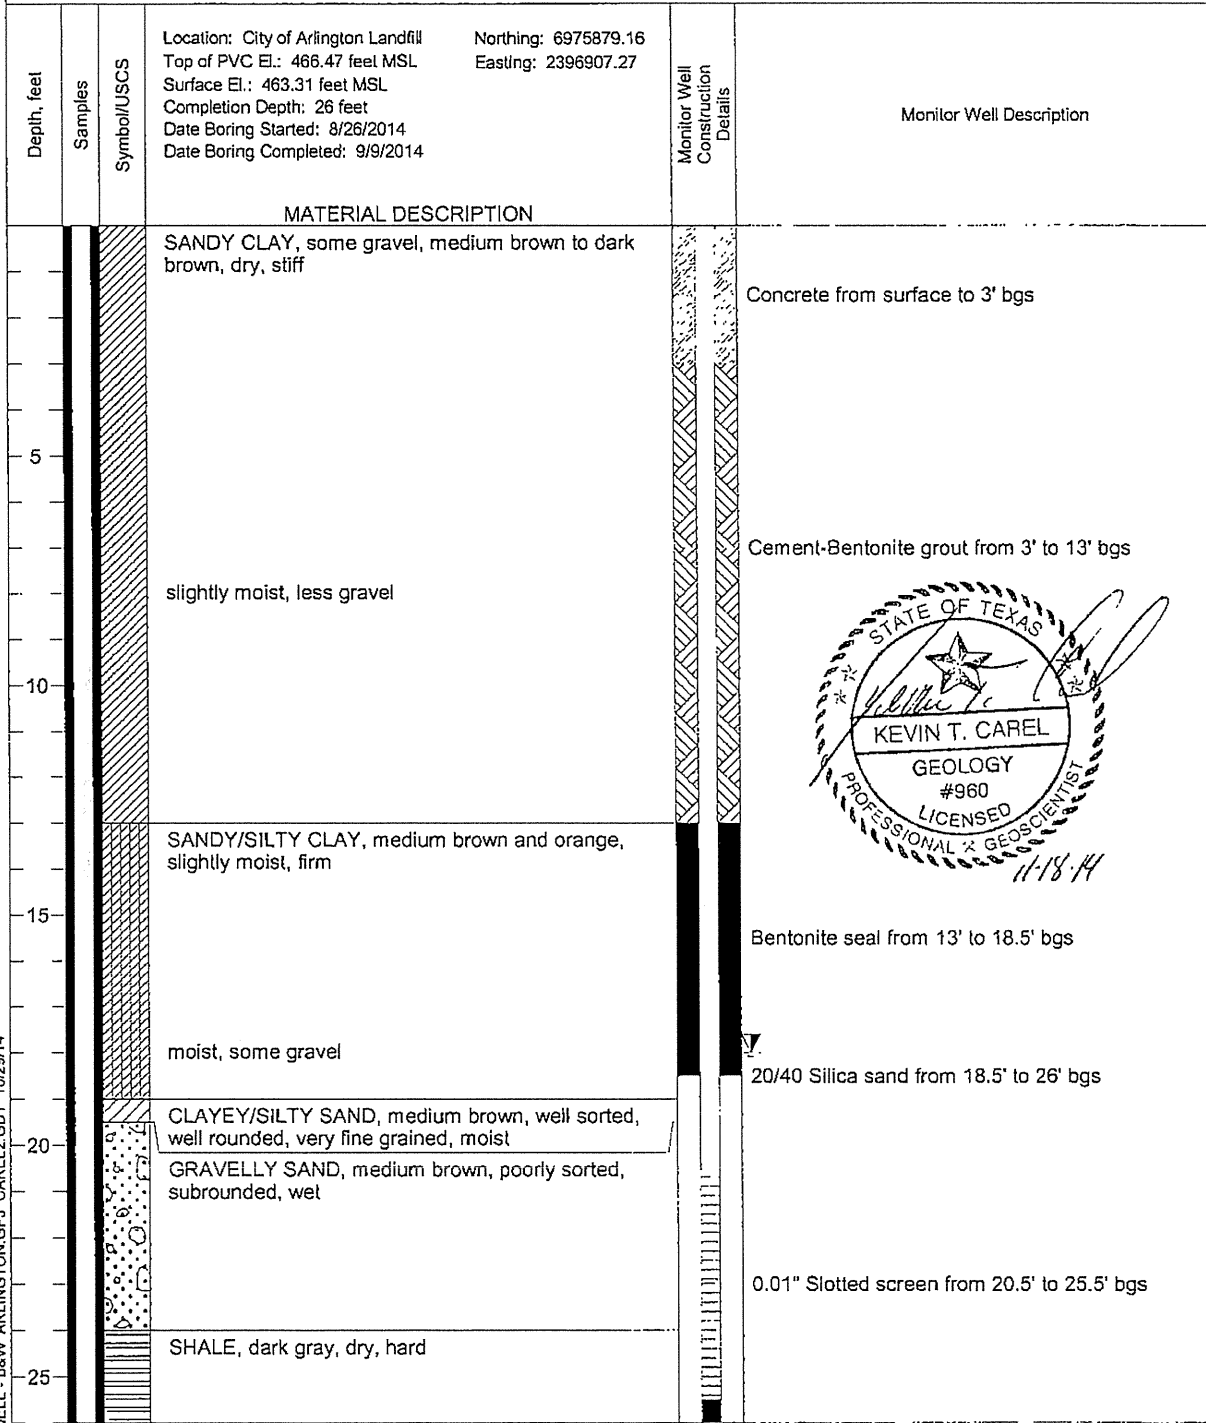 Depth, feet
Samples
Symbol/USCS
Location: City of Arlington Landfill
Northing: 6975879.16
Top of PVC El.: 466.47 feet MSL
Easting: 2396907.27
Surface El.: 463.31 feet MSL
Completion Depth: 26 feet
Date Boring Started: 8/26/2014
Date Boring Completed: 9/9/2014
MATERIAL DESCRIPTION
Monitor Well
Construction
Details
Monitor Well Description
SANDY CLAY, some gravel, medium brown to dark
brown, dry, stiff
Concrete from surface to 3' bgs
5
Cement-Bentonite grout from 3' to 13' bgs
slightly moist, less gravel
STATE OF TEXAS
KEVIN T. CAREL
GEOLOGY
#960
LICENSED
PROFESSIONAL GEOSCIENTIST
11-18-14
10
SANDY/SILTY CLAY, medium brown and orange,
slightly moist, firm
15
Bentonite seal from 13' to 18.5' bgs
moist, some gravel
20/40 Silica sand from 18.5' to 26' bgs
CLAYEY/SILTY SAND, medium brown, well sorted,
well rounded, very fine grained, moist
20
GRAVELLY SAND, medium brown, poorly sorted,
subrounded, wet
0.01" Slotted screen from 20.5' to 25.5' bgs
SHALE, dark gray, dry, hard
25